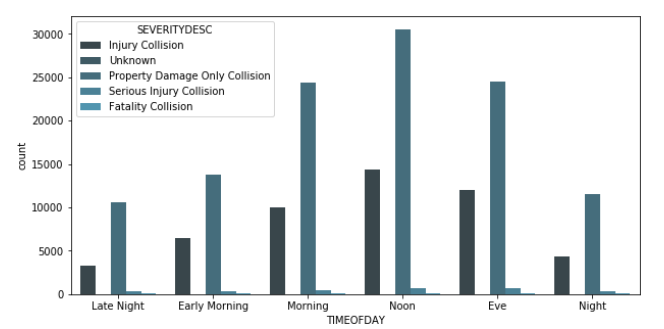 SEVERITYDESC
Injury Collision
Unknown
Property Damage Only Collision
Serious Injury Collision
Fatality Collision
30000
25000
20000
15000
10000
5000
0
count
Late Night Early Morning Morning Noon Eve Night
TIMEOFDAY